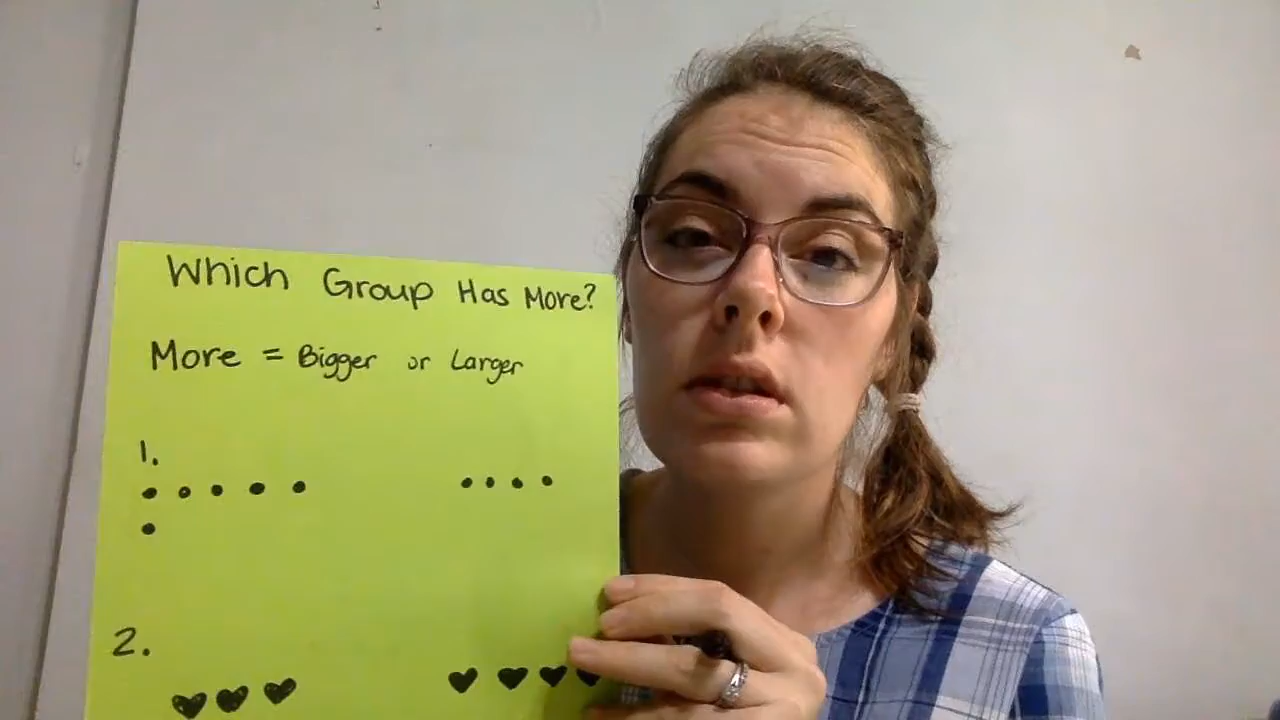 Which Group Has More?
More = Bigger or Larger
1.
2.